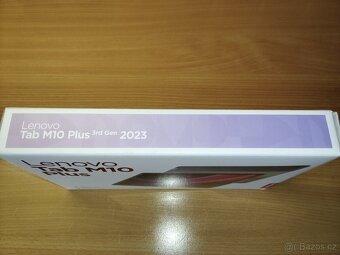 Lenovo
Tab M10 Plus 3rd Gen 2023
Lenovo
Tab M10
Plus
©Bazos.cz